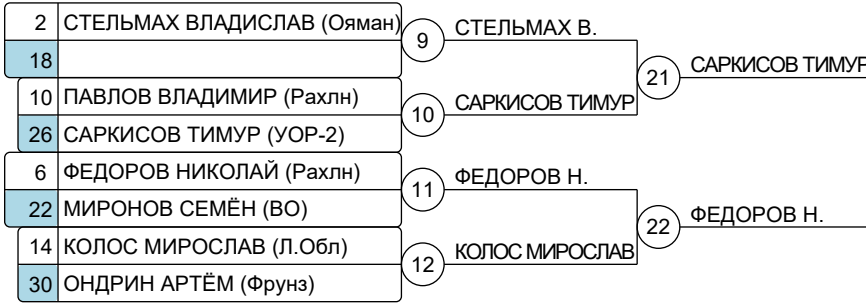 2 СТЕЛЬМАХ ВЛАДИСЛАВ (Ояман)
18
10 ПАВЛОВ ВЛАДИМИР (Рахлн)
26 САРКИСОВ ТИМУР (УОР-2)
6 ФЕДОРОВ НИКОЛАЙ (Рахлн)
22 МИРОНОВ СЕМЁН (ВО)
14 КОЛОС МИРОСЛАВ (Л.Обл)
30 ОНДРИН АРТЁМ (Фрунз)
9 СТЕЛЬМАХ В.
10 САРКИСОВ ТИМУР
11 ФЕДОРОВ Н.
12 КОЛОС МИРОСЛАВ
21 САРКИСОВ ТИМУР
22 ФЕДОРОВ Н.